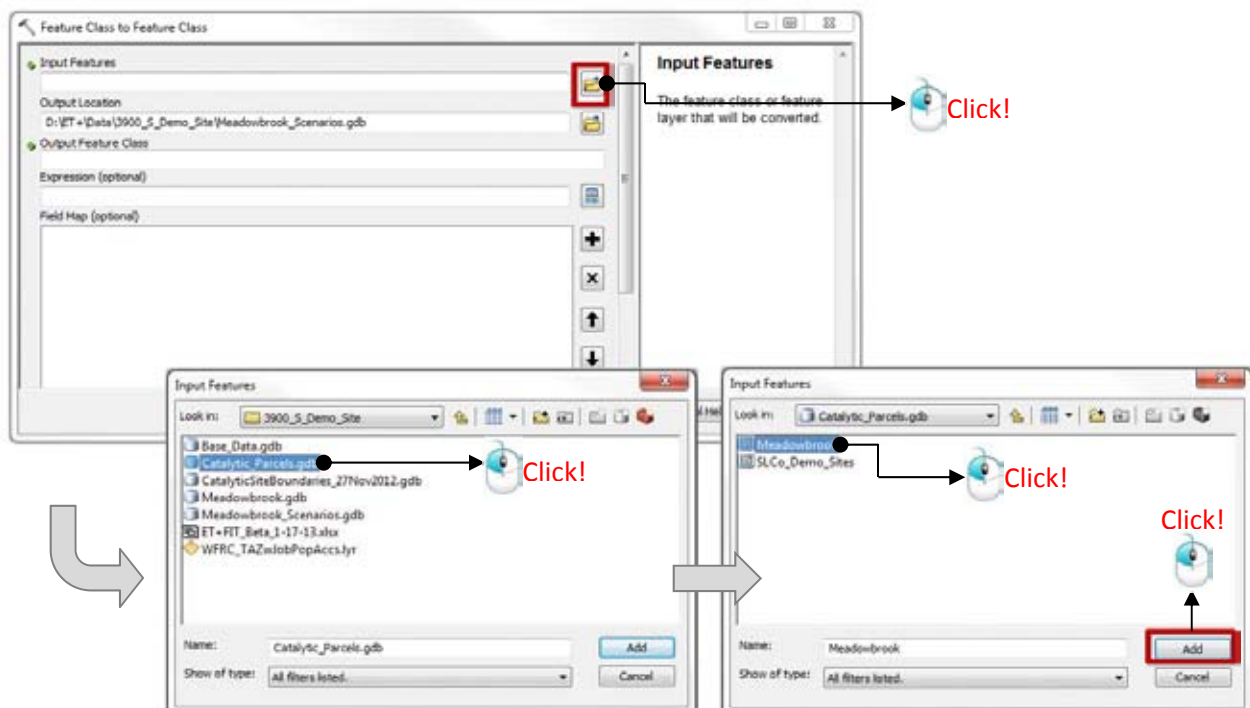 Feature Class to Feature Class
Input Features
Output Location
D:\ET+\Data\3900_S_Demo_Site\Meadowbrook_Scenarios.gdb
Output Feature Class
Expression (optional)
Field Map (optional)
Input Features
The feature class or feature
layer that will be converted.
Click!
Input Features
Look in:
3900_S_Demo_Site
Base_Data.gdb
Catalytic_Parcels.gdb
Click!
CatalyticSiteBoundaries_27Nov2012.gdb
Meadowbrook.gdb
Meadowbrook_Scenarios.gdb
ET+FIT_Beta_1-17-13.xlsx
WFRC_TAZwJobPopAccs.lyr
Name:
Catalytic_Parcels.gdb
Add
Show of type:
All filters listed.
Cancel
Input Features
Look in:
Catalytic_Parcels.gdb
Meadowbrook
SLCo_Demo_Sites
Click!
Click!
Name:
Meadowbrook
Add
Show of type:
All filters listed.
Cancel